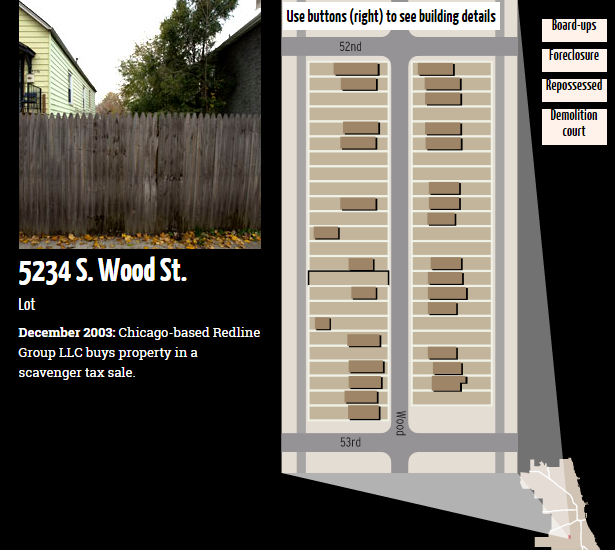 Use buttons (right) to see building details
Board-ups
Foreclosure
Repossessed
Demolition
court
52nd
5234 S. Wood St.
Lot
December 2003: Chicago-based Redline
Group LLC buys property in a
scavenger tax sale.
Wood
53rd